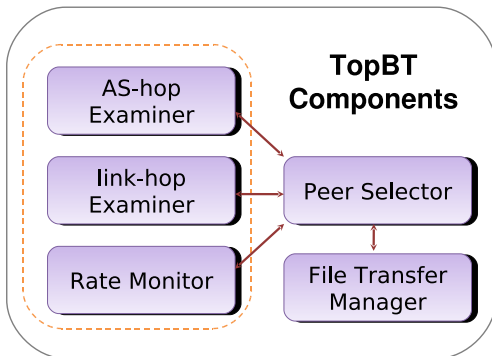 TopBT
Components
AS-hop
Examiner
link-hop
Examiner
Rate Monitor
Peer Selector
File Transfer
Manager